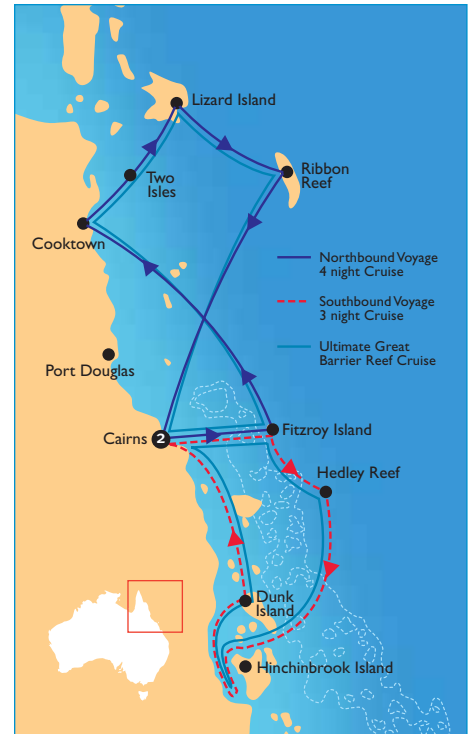 Lizard Island
Ribbon
Reef
Two
Isles
Cooktown
Northbound Voyage
4 night Cruise
Southbound Voyage
3 night Cruise
Ultimate Great
Barrier Reef Cruise
Port Douglas
Cairns 2
Fitzroy Island
Hedley Reef
Dunk
Island
Hinchinbrook Island